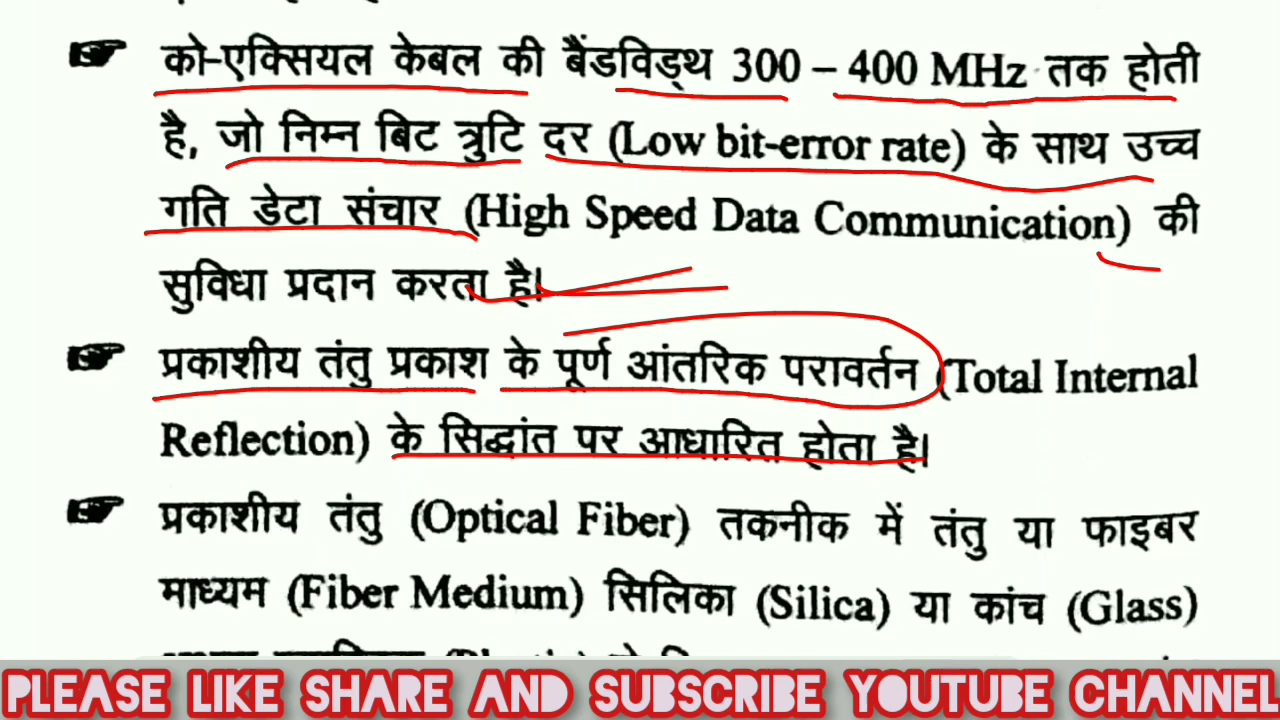 ☞ को-एक्सियल केबल की बैंडविड्थ 300 – 400 MHz तक होती
है, जो निम्न बिट त्रुटि दर (Low bit-error rate) के साथ उच्च
गति डेटा संचार (High Speed Data Communication) की
सुविधा प्रदान करता है।
☞ प्रकाशीय तंतु प्रकाश के पूर्ण आंतरिक परावर्तन (Total Internal
Reflection) के सिद्धांत पर आधारित होता है।
☞ प्रकाशीय तंतु (Optical Fiber) तकनीक में तंतु या फाइबर
माध्यम (Fiber Medium) सिलिका (Silica) या कांच (Glass)
PLEASE LIKE SHARE AND SUBSCRIBE YOUTUBE CHANNEL